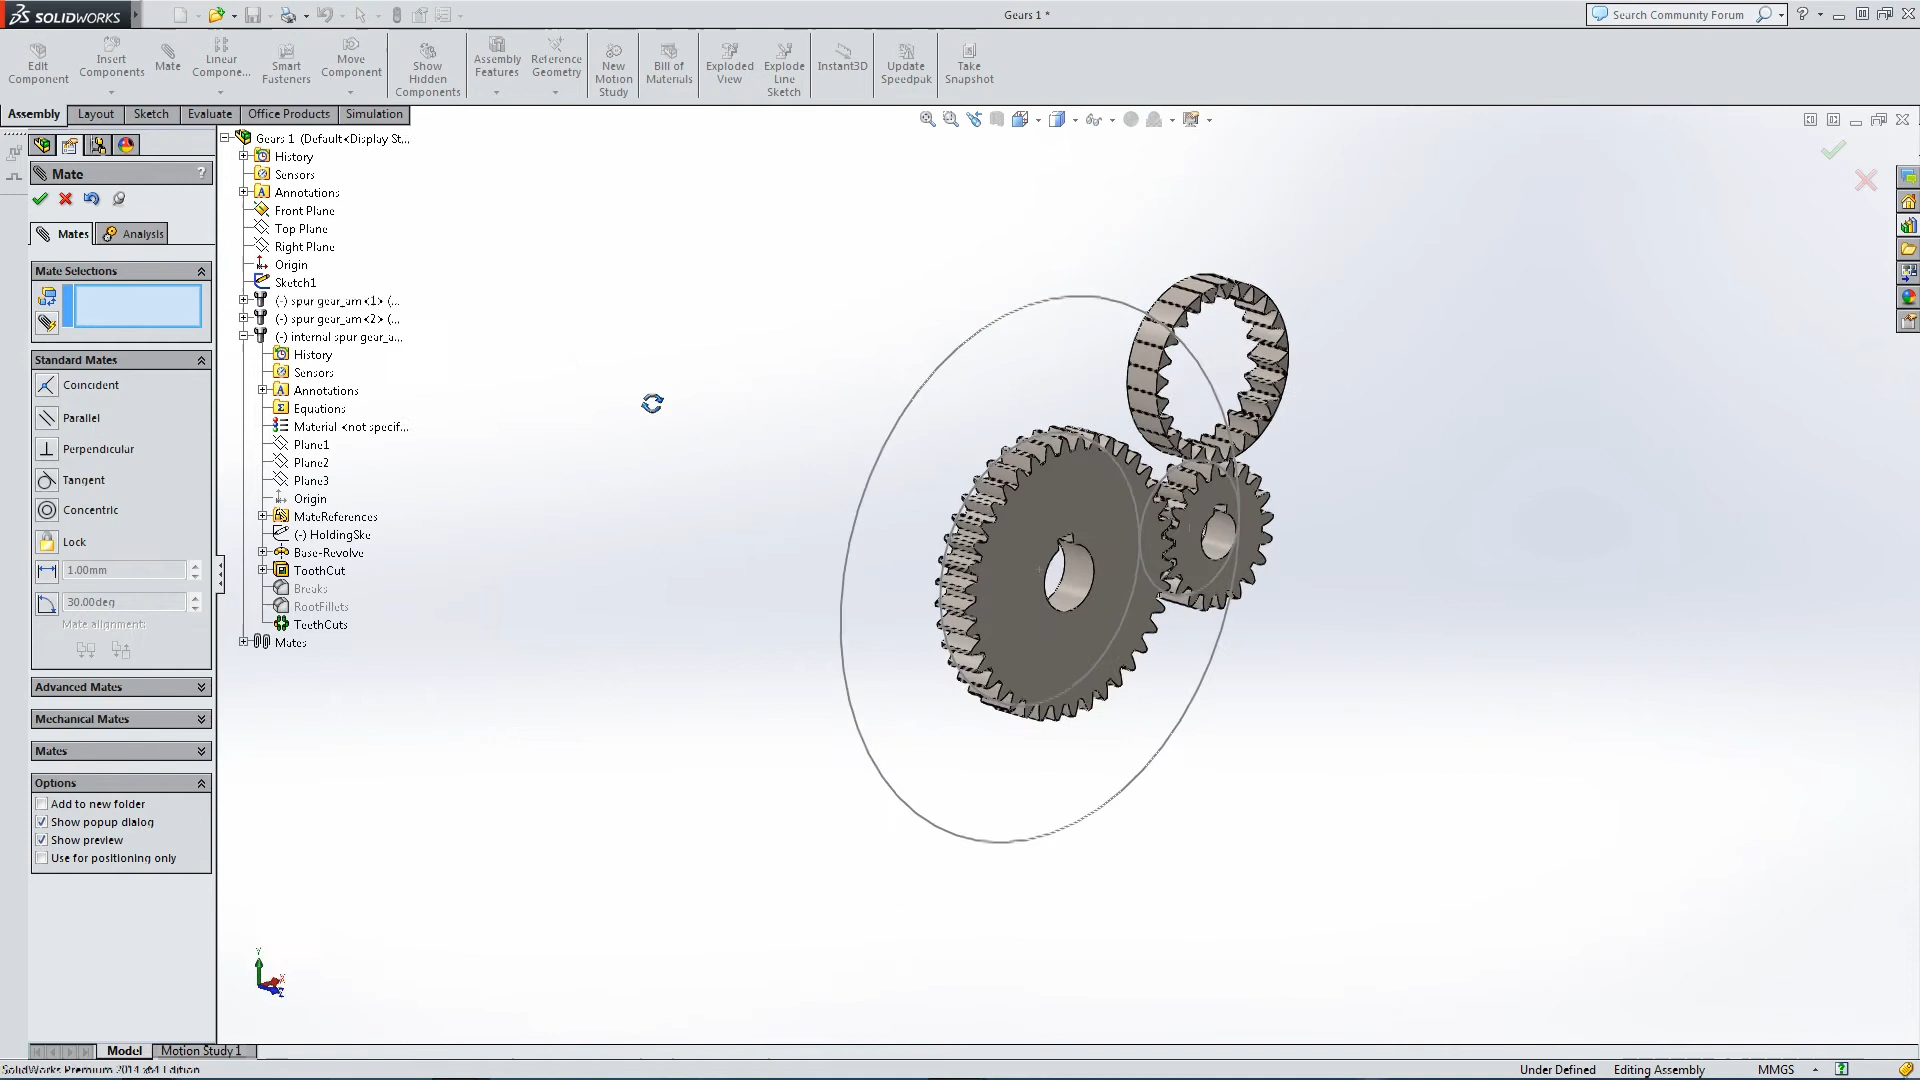 SOLIDWORKS
Gears 1 *
Search Community Forum
Edit Component
Insert Components
Mate
Linear Compone...
Smart Fasteners
Move Component
Show Hidden Components
Assembly Features
Reference Geometry
New Motion Study
Bill of Materials
Exploded View
Explode Line Sketch
Instant3D
Update Speedpak
Take Snapshot
Assembly
Layout
Sketch
Evaluate
Office Products
Simulation
Mate
?
Mates
Analysis
Mate Selections
Standard Mates
Coincident
Parallel
Perpendicular
Tangent
Concentric
Lock
1.00mm
30.00deg
Mate alignment:
Advanced Mates
Mechanical Mates
Mates
Options
Add to new folder
Show popup dialog
Show preview
Use for positioning only
Gears 1 (Default<Display St...
History
Sensors
Annotations
Front Plane
Top Plane
Right Plane
Origin
Sketch1
(-) spur gear_am<1> (...
(-) spur gear_am<2> (...
(-) internal spur gear_a...
History
Sensors
Annotations
Equations
Material <not specif...
Plane1
Plane2
Plane3
Origin
MateReferences
(-) HoldingSke
Base-Revolve
ToothCut
Breaks
RootFillets
TeethCuts
Mates
Y
X
Z
Model
Motion Study 1
SolidWorks Premium 2014 x64 Edition
Under Defined
Editing Assembly
MMGS